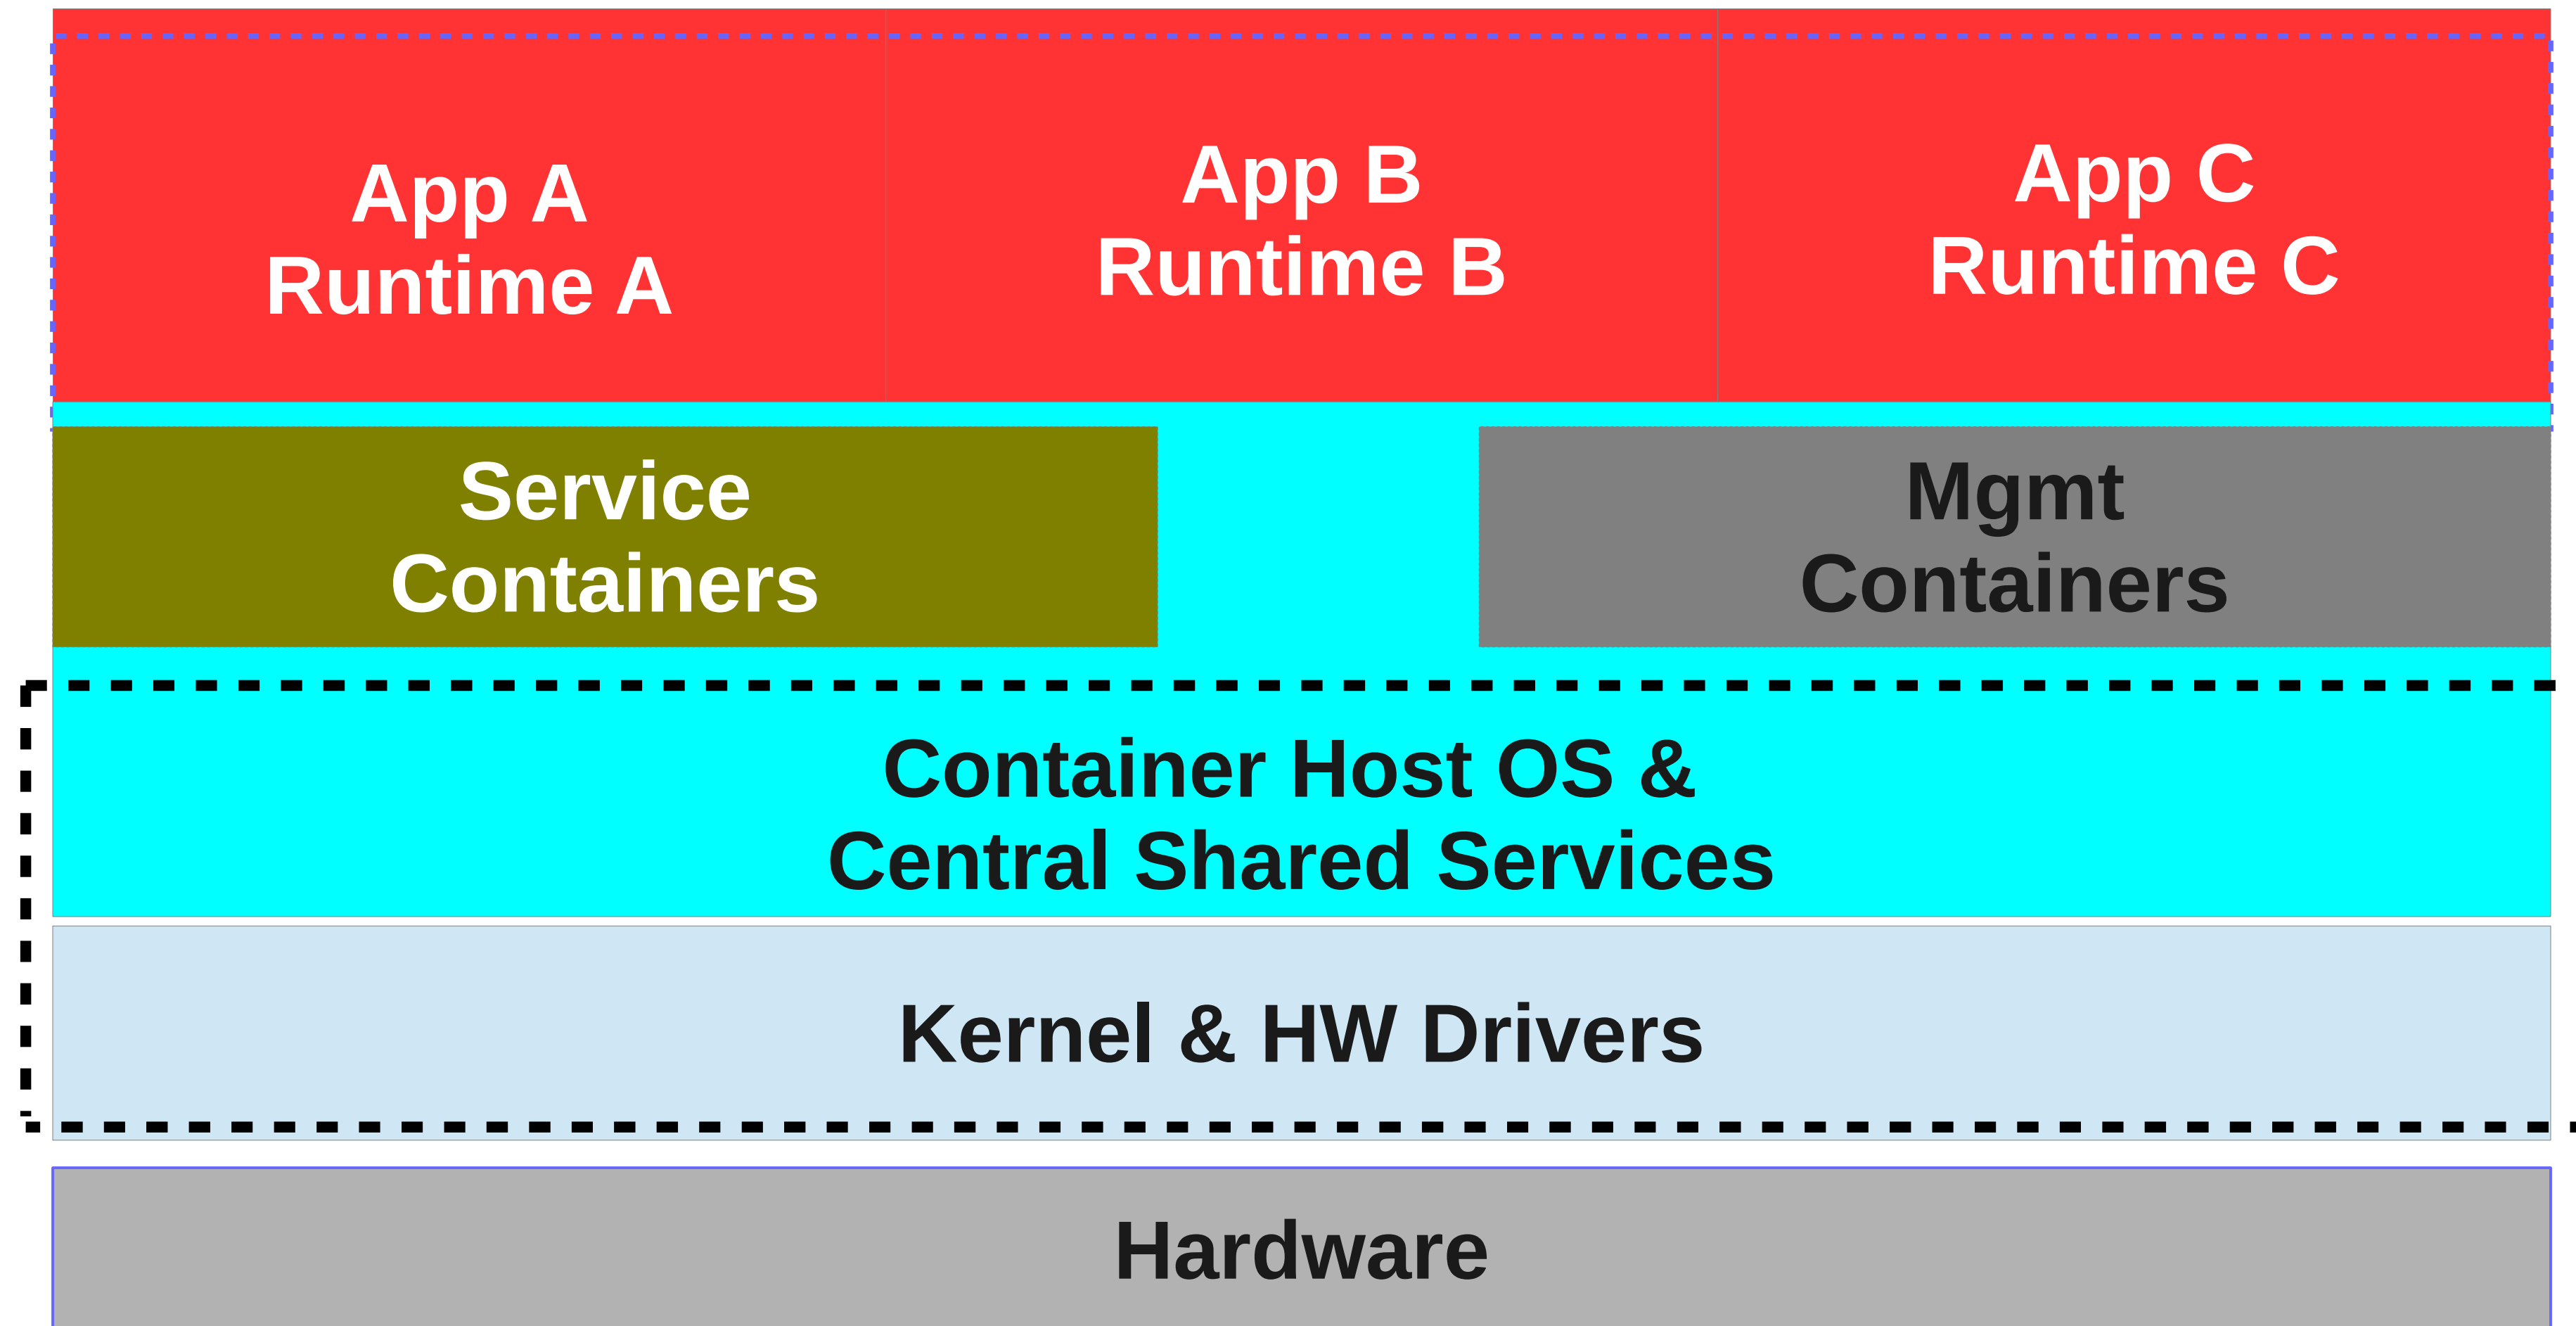 App A
Runtime A
App B
Runtime B
App C
Runtime C
Service
Containers
Mgmt
Containers
Container Host OS &
Central Shared Services
Kernel & HW Drivers
Hardware